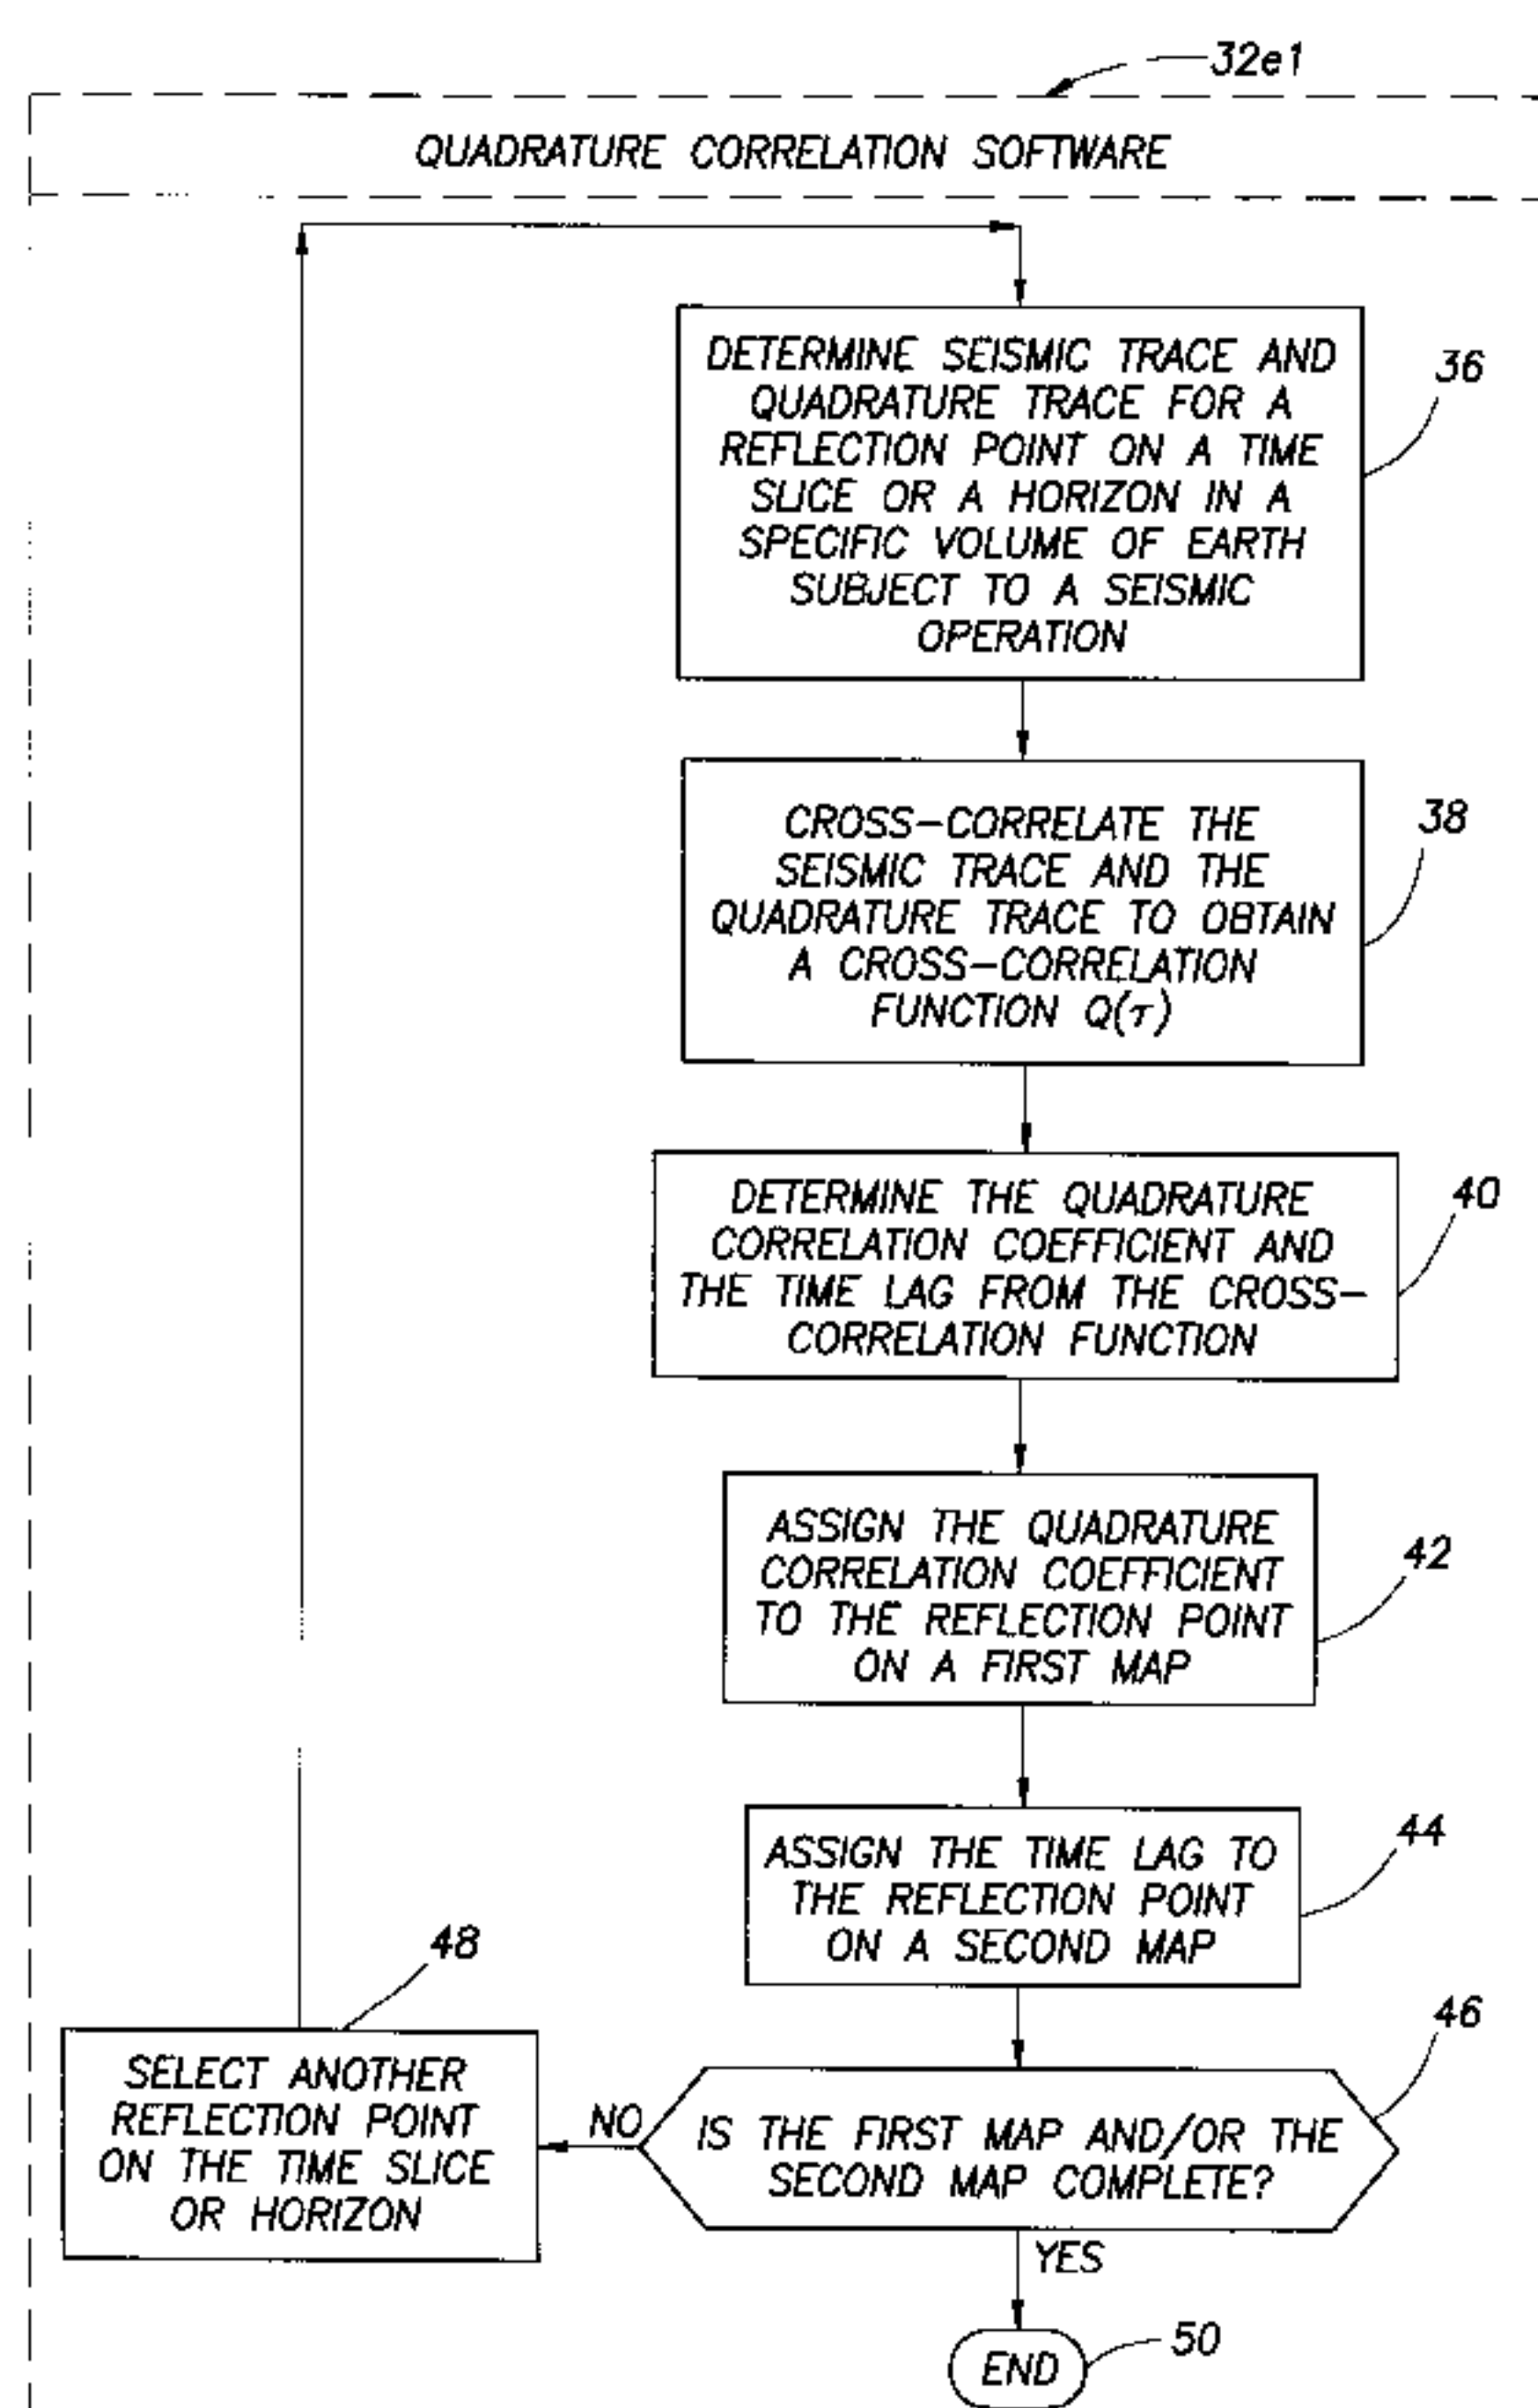 32e1
QUADRATURE CORRELATION SOFTWARE
DETERMINE SEISMIC TRACE AND
QUADRATURE TRACE FOR A
REFLECTION POINT ON A TIME
SLICE OR A HORIZON IN A
SPECIFIC VOLUME OF EARTH
SUBJECT TO A SEISMIC
OPERATION
36
CROSS-CORRELATE THE
SEISMIC TRACE AND THE
QUADRATURE TRACE TO OBTAIN
A CROSS-CORRELATION
FUNCTION Q(τ)
38
DETERMINE THE QUADRATURE
CORRELATION COEFFICIENT AND
THE TIME LAG FROM THE CROSS-
CORRELATION FUNCTION
40
ASSIGN THE QUADRATURE
CORRELATION COEFFICIENT
TO THE REFLECTION POINT
ON A FIRST MAP
42
ASSIGN THE TIME LAG TO
THE REFLECTION POINT
ON A SECOND MAP
44
IS THE FIRST MAP AND/OR THE
SECOND MAP COMPLETE?
46
NO
SELECT ANOTHER
REFLECTION POINT
ON THE TIME SLICE
OR HORIZON
48
YES
END
50